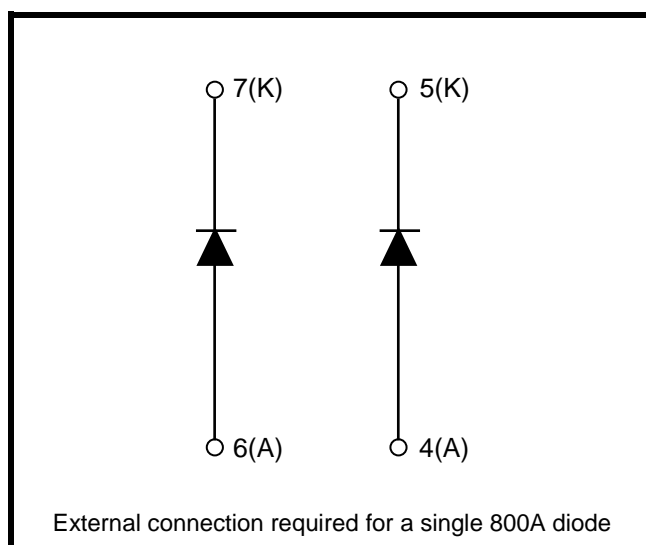 7(K) 5(K)
6(A) 4(A)
External connection required for a single 800A diode